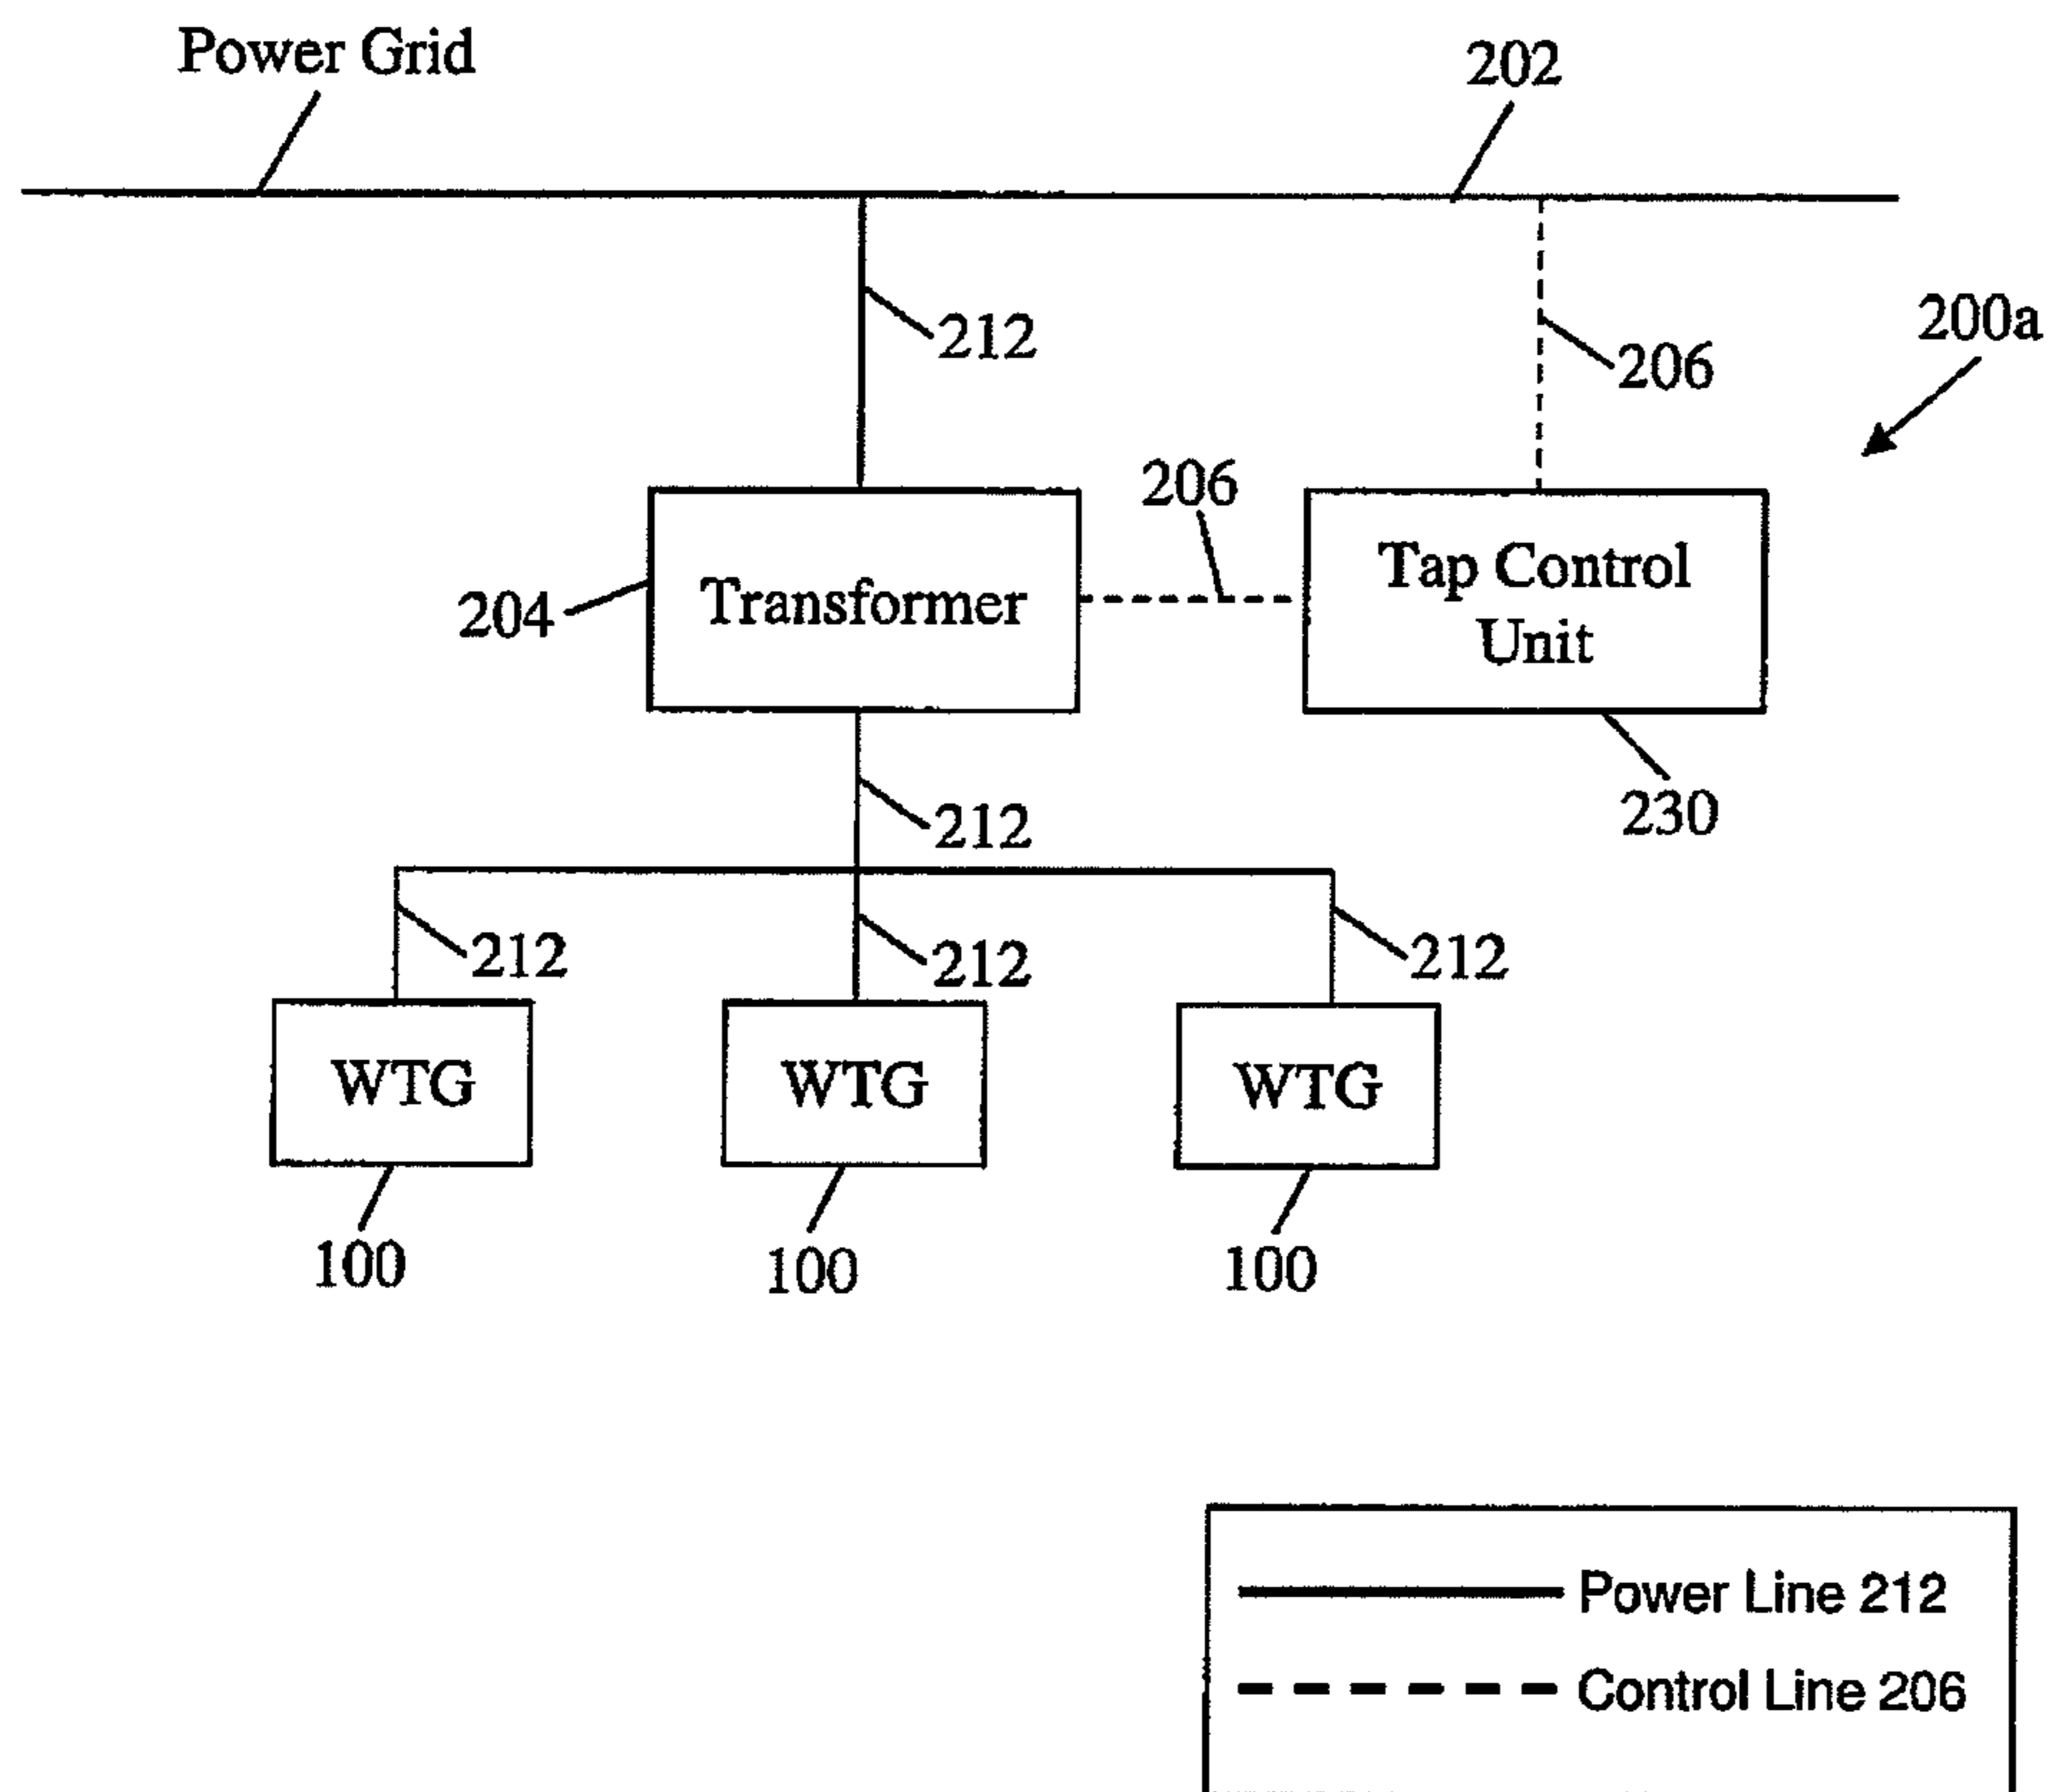 Power Grid
202
212
206
200a
206
204
Transformer
Tap Control
Unit
230
212
212
212
212
WTG
WTG
WTG
100
100
100
Power Line 212
Control Line 206